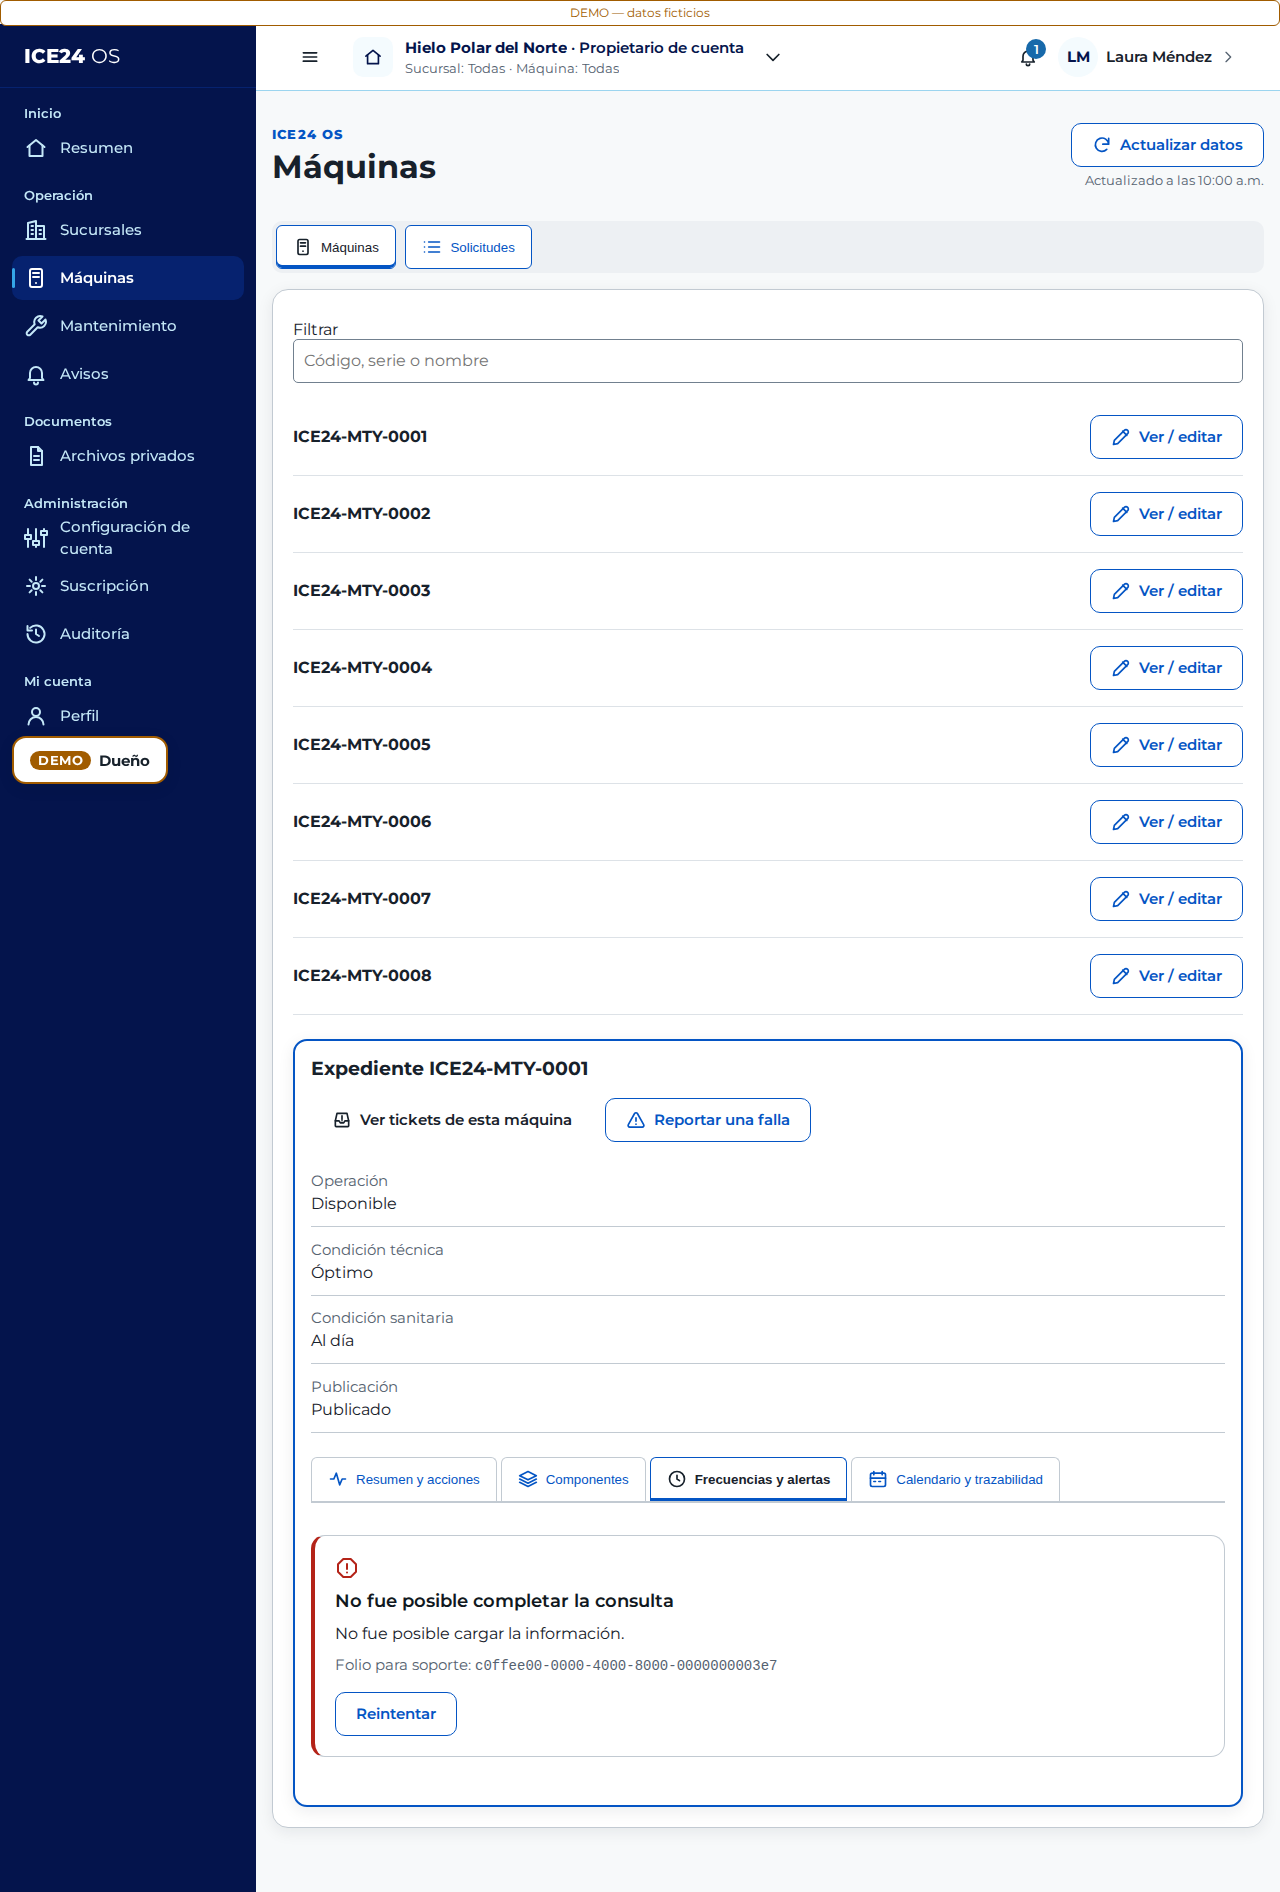 DEMO — datos ficticios
ICE24 OS
Inicio
Resumen
Operación
Sucursales
Máquinas
Mantenimiento
Avisos
Documentos
Archivos privados
Administración
Configuración de
cuenta
Suscripción
Auditoría
Mi cuenta
Perfil
DEMO Dueño
Hielo Polar del Norte · Propietario de cuenta
Sucursal: Todas · Máquina: Todas
1
LM Laura Méndez
ICE24 OS
Máquinas
Actualizar datos
Actualizado a las 10:00 a.m.
Máquinas
Solicitudes
Filtrar
Código, serie o nombre
ICE24-MTY-0001 Ver / editar
ICE24-MTY-0002 Ver / editar
ICE24-MTY-0003 Ver / editar
ICE24-MTY-0004 Ver / editar
ICE24-MTY-0005 Ver / editar
ICE24-MTY-0006 Ver / editar
ICE24-MTY-0007 Ver / editar
ICE24-MTY-0008 Ver / editar
Expediente ICE24-MTY-0001
Ver tickets de esta máquina Reportar una falla
Operación
Disponible
Condición técnica
Óptimo
Condición sanitaria
Al día
Publicación
Publicado
Resumen y acciones Componentes Frecuencias y alertas Calendario y trazabilidad
No fue posible completar la consulta
No fue posible cargar la información.
Folio para soporte: c0ffee00-0000-4000-8000-0000000003e7
Reintentar